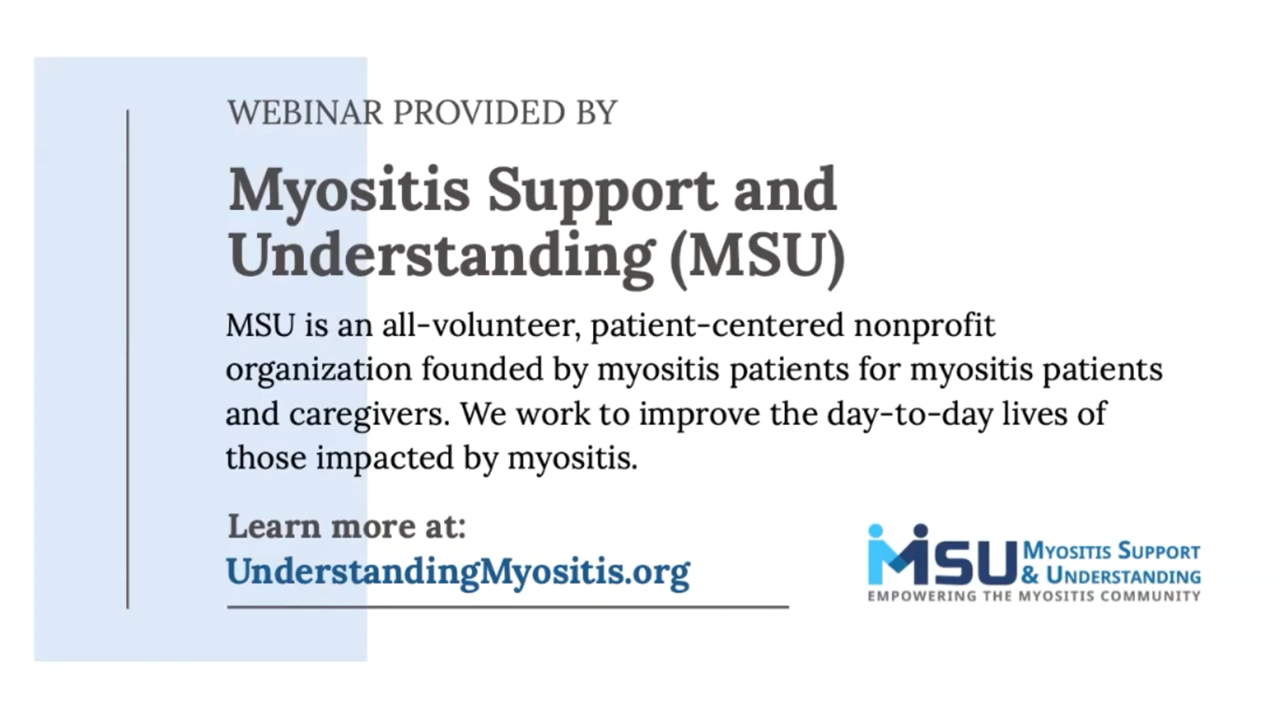 WEBINAR PROVIDED BY
Myositis Support and
Understanding (MSU)
MSU is an all-volunteer, patient-centered nonprofit
organization founded by myositis patients for myositis patients
and caregivers. We work to improve the day-to-day lives of
those impacted by myositis.
Learn more at:
UnderstandingMyositis.org
MSU MYOSITIS SUPPORT
& UNDERSTANDING
EMPOWERING THE MYOSITIS COMMUNITY